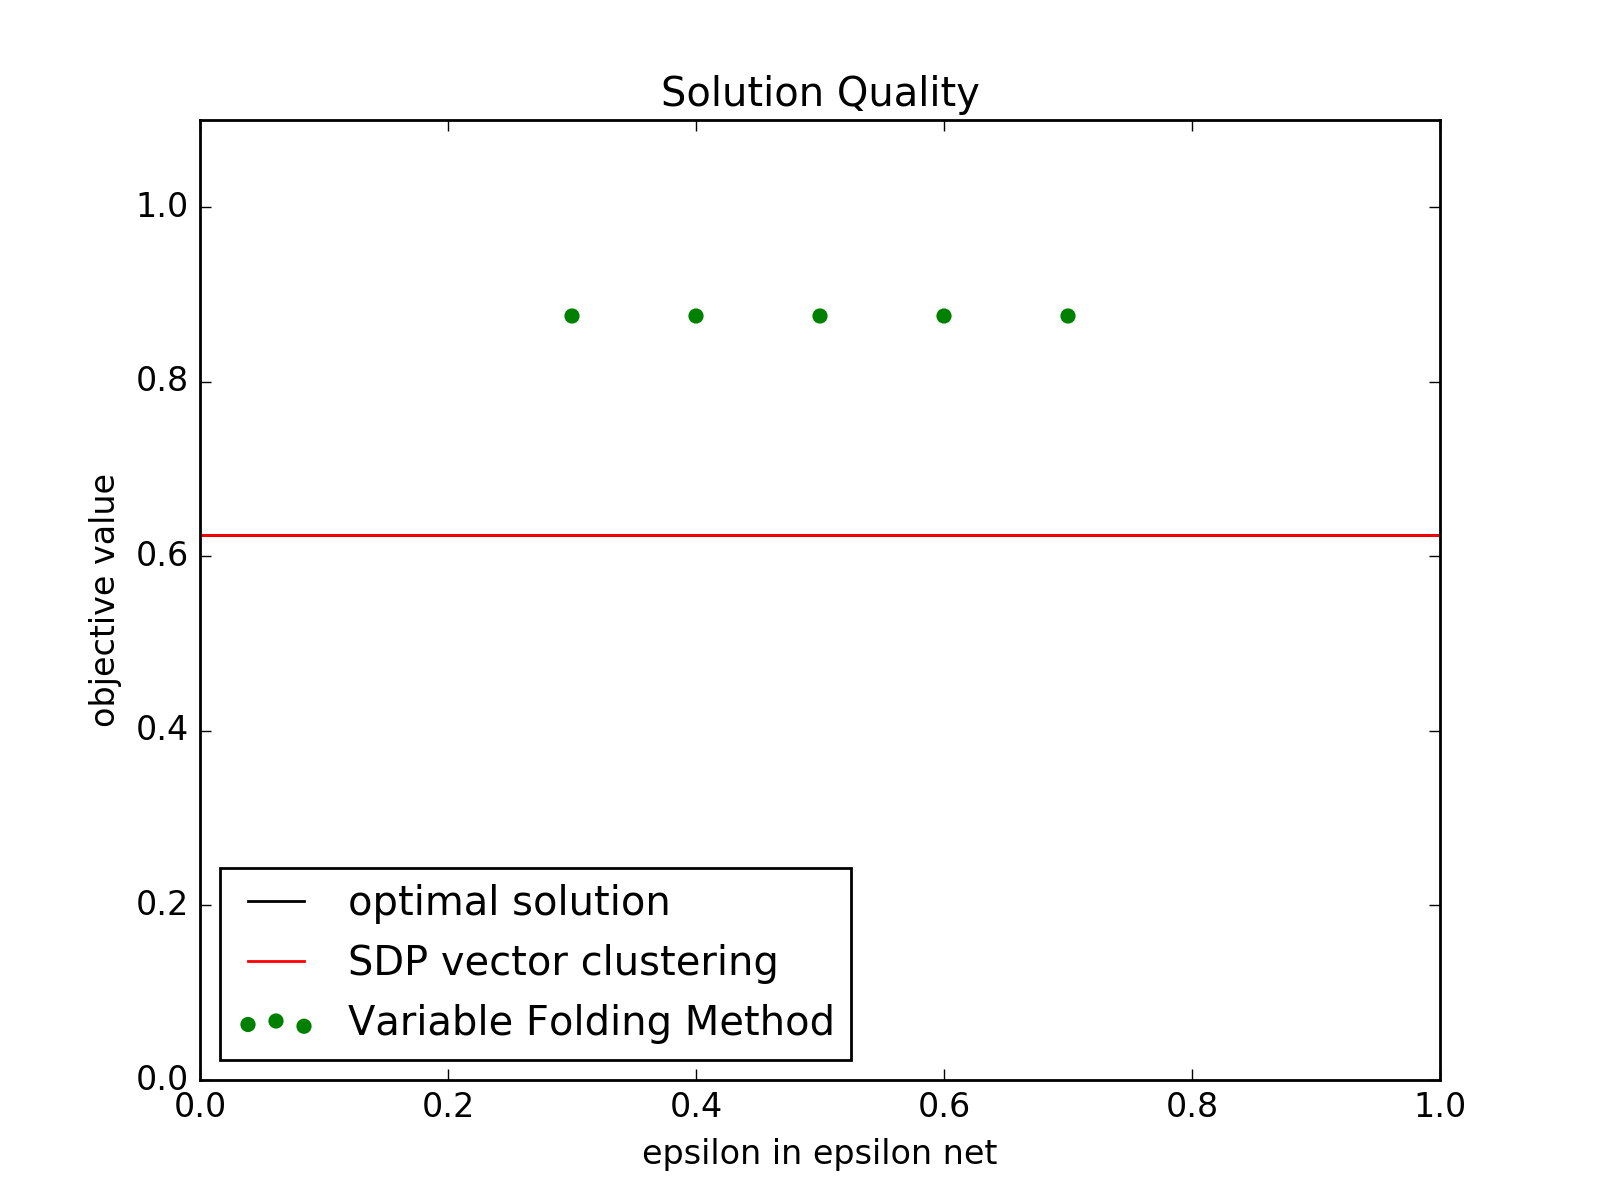 Solution Quality
1.0
0.8
0.6
0.4
0.2
0.0
objective value
optimal solution
SDP vector clustering
Variable Folding Method
0.0 0.2 0.4 0.6 0.8 1.0
epsilon in epsilon net